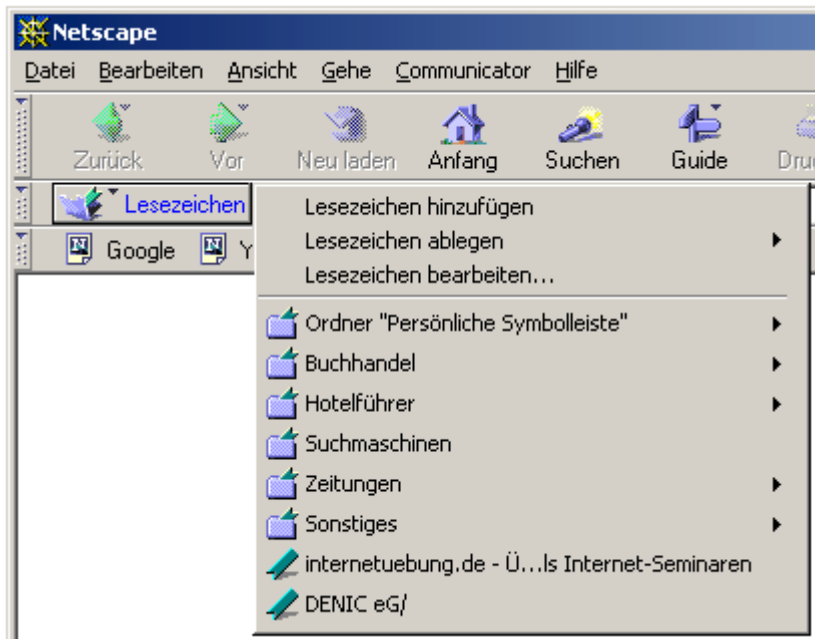 Netscape
Datei Bearbeiten Ansicht Gehe Communicator Hilfe
Zurück Vor Neu laden Anfang Suchen Guide
Lesezeichen
Google
Lesezeichen hinzufügen
Lesezeichen ablegen
Lesezeichen bearbeiten...
Ordner "Persönliche Symbolleiste"
Buchhandel
Hotelführer
Suchmaschinen
Zeitungen
Sonstiges
internetuebung.de - Ü...ls Internet-Seminaren
DENIC eG/